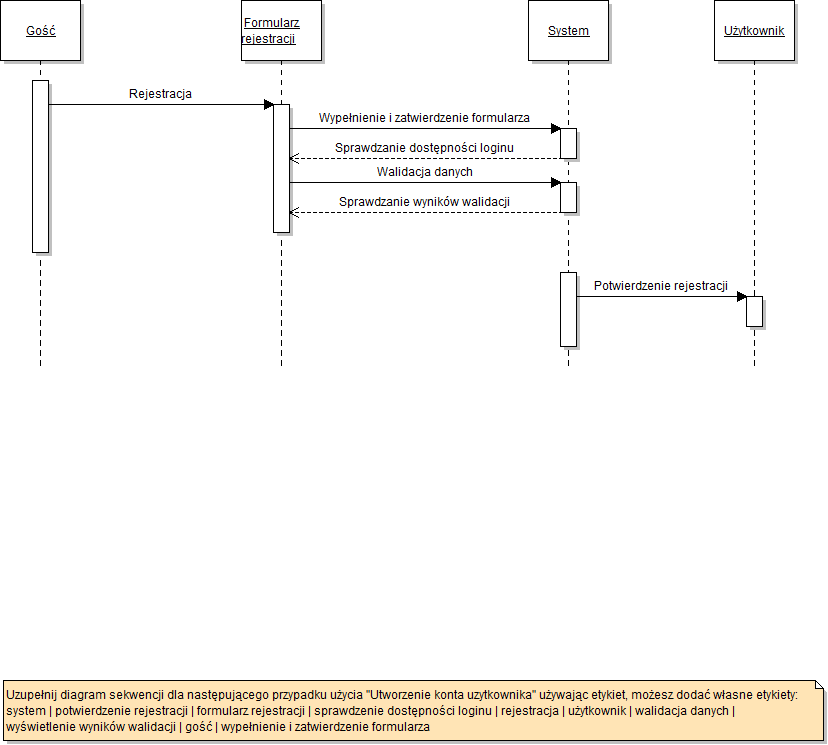 Gość
Formularz
rejestracji
System
Użytkownik
Rejestracja
Wypełnienie i zatwierdzenie formularza
Sprawdzanie dostępności loginu
Walidacja danych
Sprawdzanie wyników walidacji
Potwierdzenie rejestracji
Uzupełnij diagram sekwencji dla następującego przypadku użycia "Utworzenie konta uzytkownika" używając etykiet, możesz dodać własne etykiety:
system | potwierdzenie rejestracji | formularz rejestracji | sprawdzenie dostępności loginu | rejestracja | użytkownik | walidacja danych |
wyświetlenie wyników walidacji | gość | wypełnienie i zatwierdzenie formularza